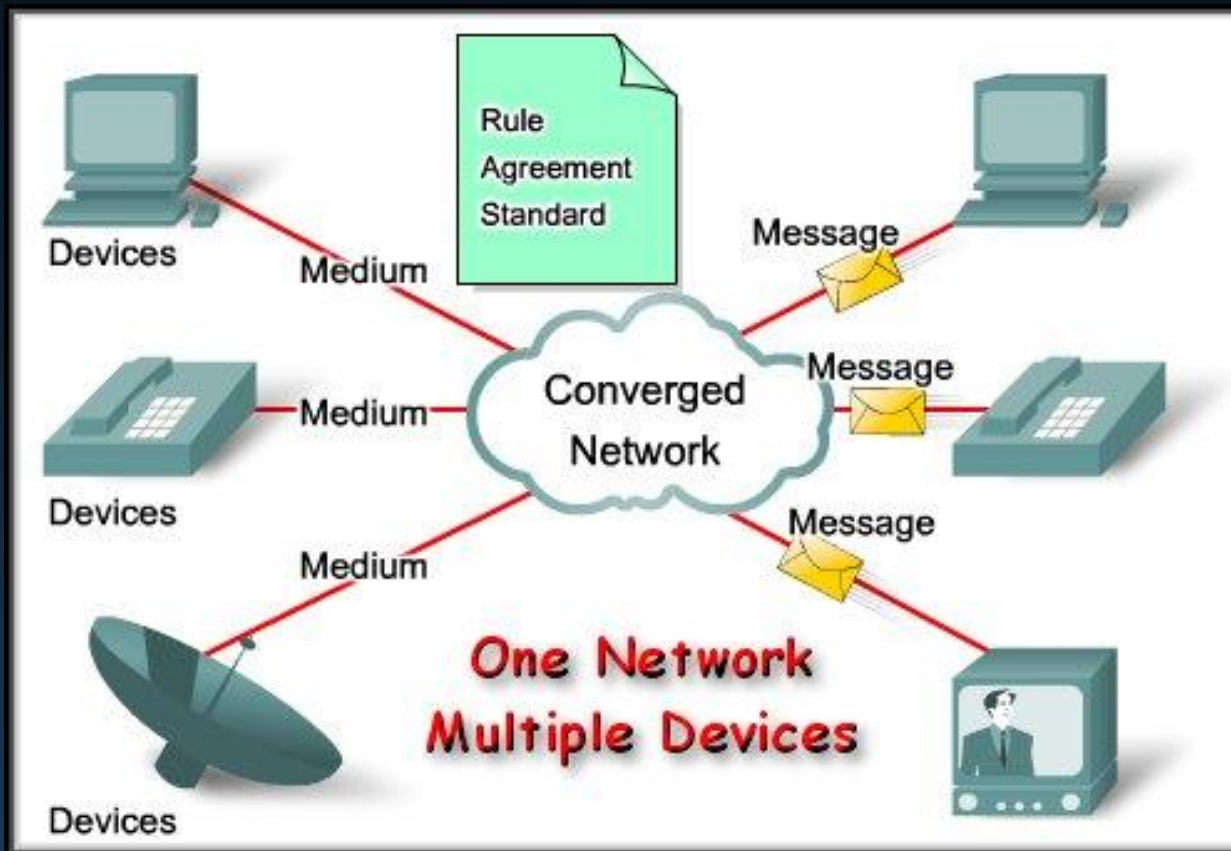 Rule
Agreement
Standard
Devices
Medium
Message
Devices
Medium
Converged
Network
Message
Devices
Medium
Message
One Network
Multiple Devices